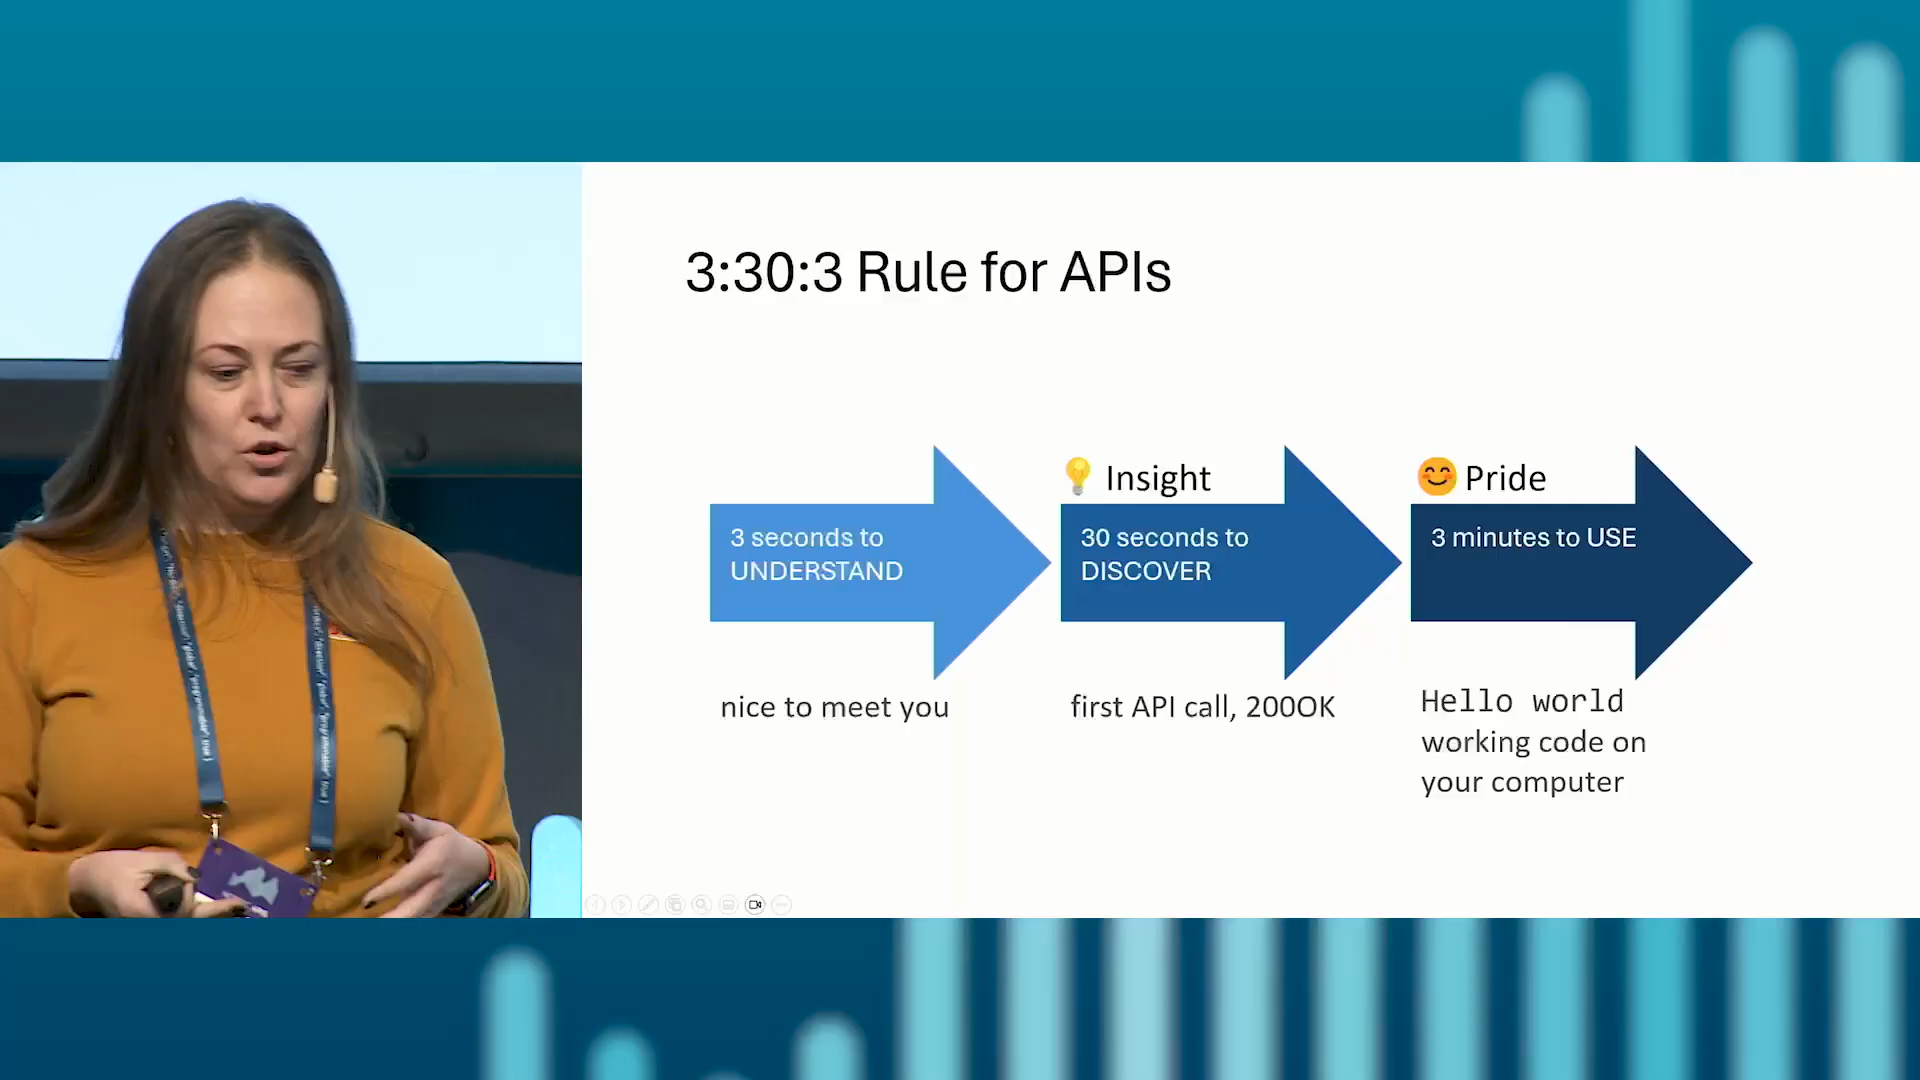 3:30:3 Rule for APIs
Insight
Pride
3 seconds to
UNDERSTAND
30 seconds to
DISCOVER
3 minutes to USE
nice to meet you
first API call, 200OK
Hello world
working code on
your computer